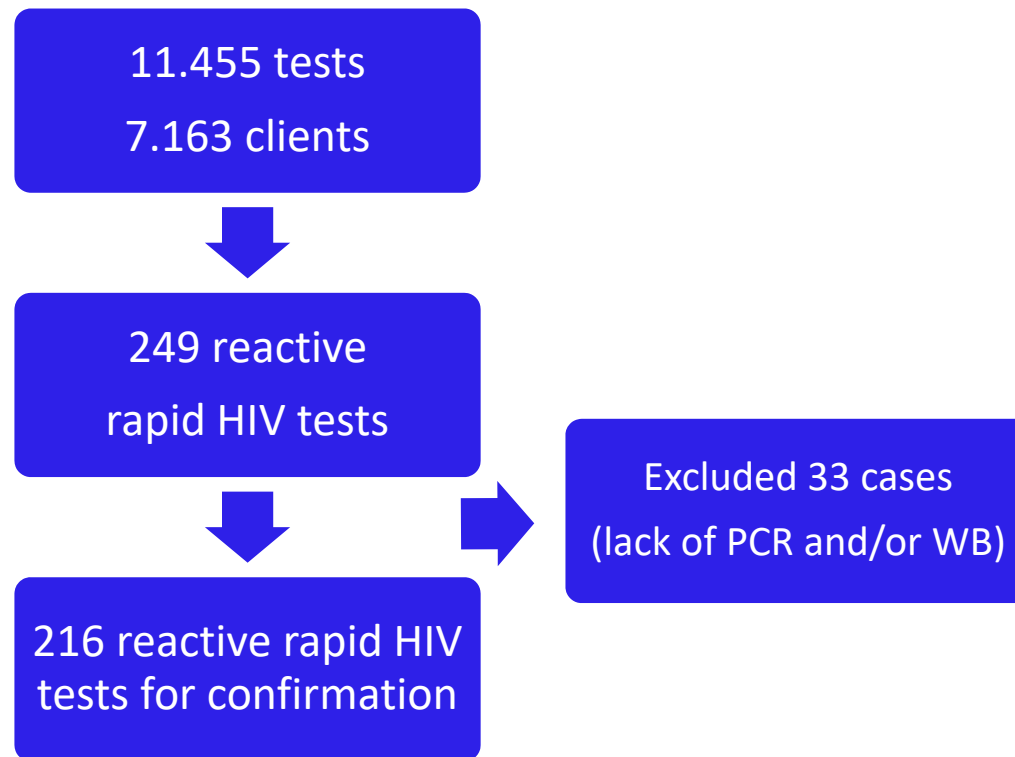 11.455 tests
7.163 clients
249 reactive
rapid HIV tests
Excluded 33 cases
(lack of PCR and/or WB)
216 reactive rapid HIV
tests for confirmation